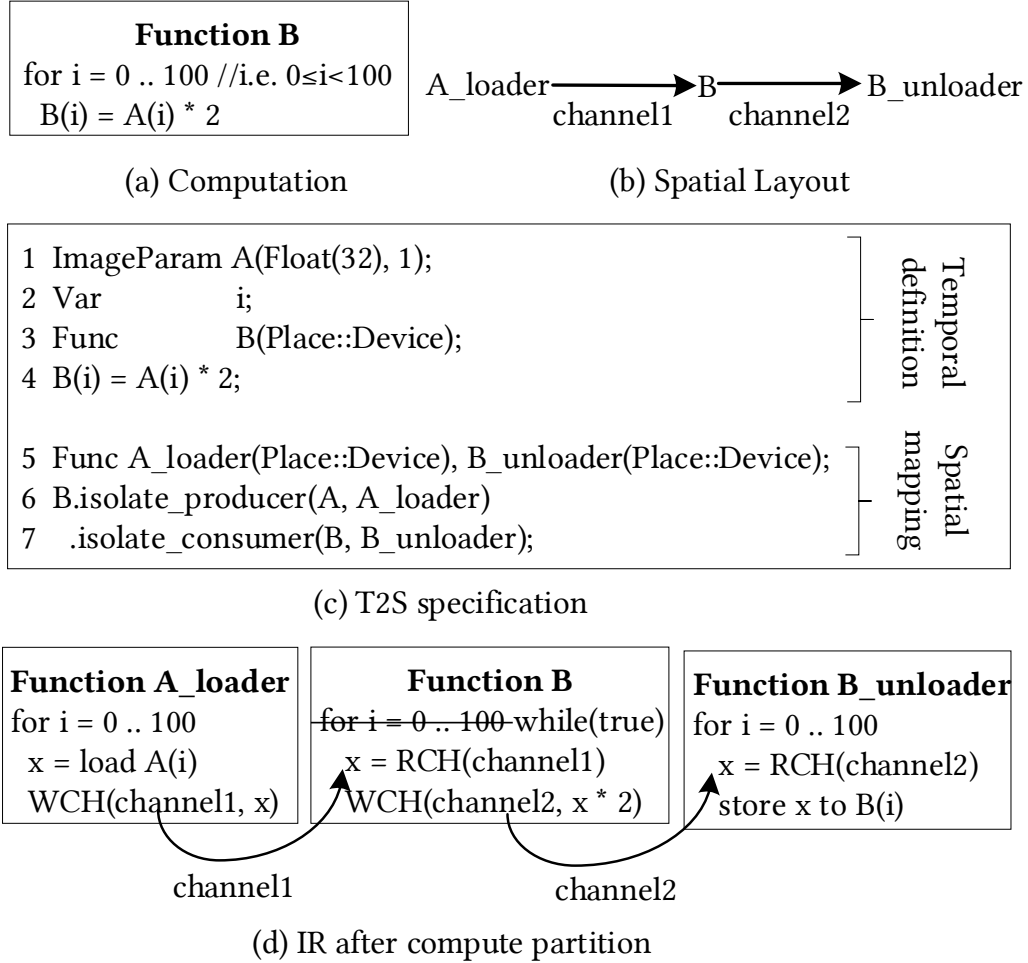 Function B
for i = 0 .. 100 //i.e. 0≤i<100
B(i) = A(i) * 2
(a) Computation
A_loader B B_unloader
channel1 channel2
(b) Spatial Layout
1 ImageParam A(Float(32), 1);
2 Var i;
3 Func B(Place::Device);
4 B(i) = A(i) * 2;
Temporal
definition
5 Func A_loader(Place::Device), B_unloader(Place::Device);
6 B.isolate_producer(A, A_loader)
7 .isolate_consumer(B, B_unloader);
Spatial
mapping
(c) T2S specification
Function A_loader
for i = 0 .. 100
x = load A(i)
WCH(channel1, x)
channel1
Function B
for i = 0 .. 100 while(true)
x = RCH(channel1)
WCH(channel2, x * 2)
channel2
Function B_unloader
for i = 0 .. 100
x = RCH(channel2)
store x to B(i)
(d) IR after compute partition